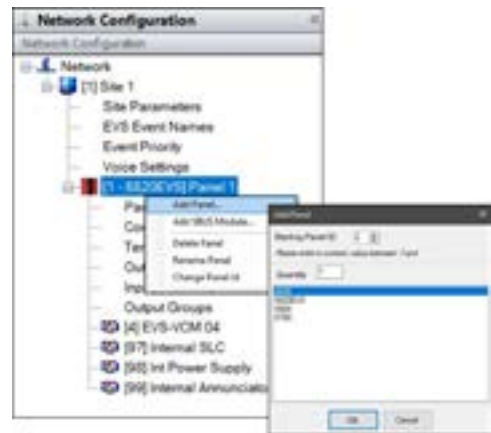 Network Configuration
Network Configuration
Network
[1] Site 1
Site Parameters
EVS Event Names
Event Priority
Voice Settings
[1 - 6820EVS] Panel 1
Add Panel...
Add SBUS Module...
Delete Panel
Rename Panel
Change Panel Id
Output Groups
[4] EVS-VCM 04
[97] Internal SLC
[98] Int Power Supply
[99] Internal Annunciator
Add Panel
Starting Panel ID
Quantity
OK
Cancel